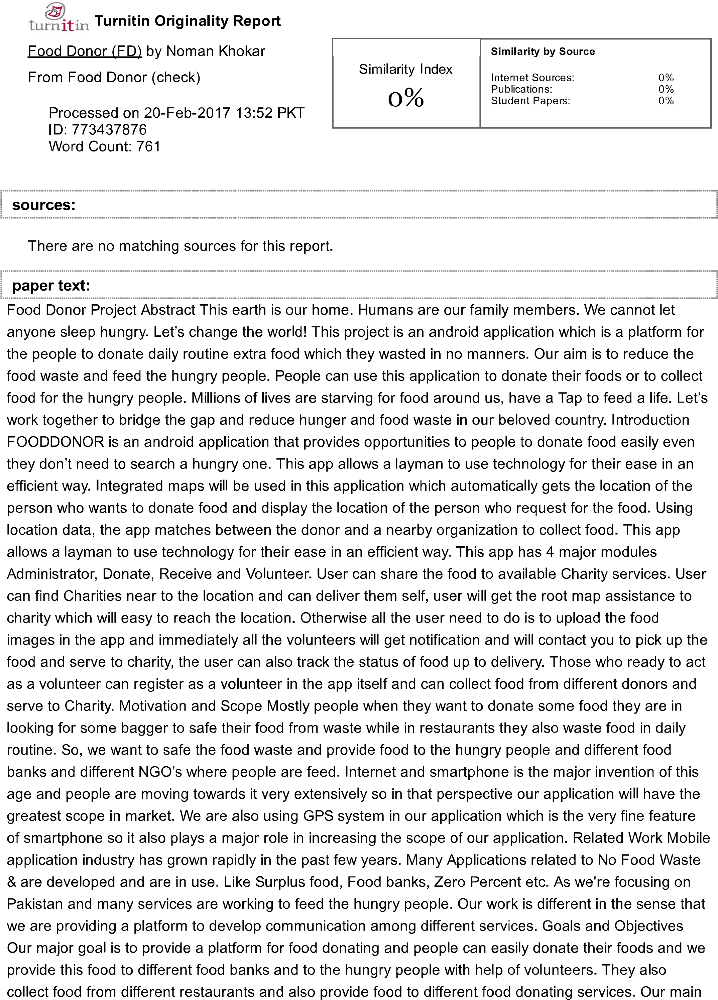 turnitin Turnitin Originality Report
Food Donor (FD) by Noman Khokar
From Food Donor (check)
Processed on 20-Feb-2017 13:52 PKT
ID: 773437876
Word Count: 761
Similarity Index
0%
Similarity by Source
Internet Sources: 0%
Publications: 0%
Student Papers: 0%
sources:
There are no matching sources for this report.
paper text:
Food Donor Project Abstract This earth is our home. Humans are our family members. We cannot let
anyone sleep hungry. Let’s change the world! This project is an android application which is a platform for
the people to donate daily routine extra food which they wasted in no manners. Our aim is to reduce the
food waste and feed the hungry people. People can use this application to donate their foods or to collect
food for the hungry people. Millions of lives are starving for food around us, have a Tap to feed a life. Let’s
work together to bridge the gap and reduce hunger and food waste in our beloved country. Introduction
FOODDONOR is an android application that provides opportunities to people to donate food easily even
they don’t need to search a hungry one. This app allows a layman to use technology for their ease in an
efficient way. Integrated maps will be used in this application which automatically gets the location of the
person who wants to donate food and display the location of the person who request for the food. Using
location data, the app matches between the donor and a nearby organization to collect food. This app
allows a layman to use technology for their ease in an efficient way. This app has 4 major modules
Administrator, Donate, Receive and Volunteer. User can share the food to available Charity services. User
can find Charities near to the location and can deliver them self, user will get the root map assistance to
charity which will easy to reach the location. Otherwise all the user need to do is to upload the food
images in the app and immediately all the volunteers will get notification and will contact you to pick up the
food and serve to charity, the user can also track the status of food up to delivery. Those who ready to act
as a volunteer can register as a volunteer in the app itself and can collect food from different donors and
serve to Charity. Motivation and Scope Mostly people when they want to donate some food they are in
looking for some bagger to safe their food from waste while in restaurants they also waste food in daily
routine. So, we want to safe the food waste and provide food to the hungry people and different food
banks and different NGO’s where people are feed. Internet and smartphone is the major invention of this
age and people are moving towards it very extensively so in that perspective our application will have the
greatest scope in market. We are also using GPS system in our application which is the very fine feature
of smartphone so it also plays a major role in increasing the scope of our application. Related Work Mobile
application industry has grown rapidly in the past few years. Many Applications related to No Food Waste
& are developed and are in use. Like Surplus food, Food banks, Zero Percent etc. As we're focusing on
Pakistan and many services are working to feed the hungry people. Our work is different in the sense that
we are providing a platform to develop communication among different services. Goals and Objectives
Our major goal is to provide a platform for food donating and people can easily donate their foods and we
provide this food to different food banks and to the hungry people with help of volunteers. They also
collect food from different restaurants and also provide food to different food donating services. Our main